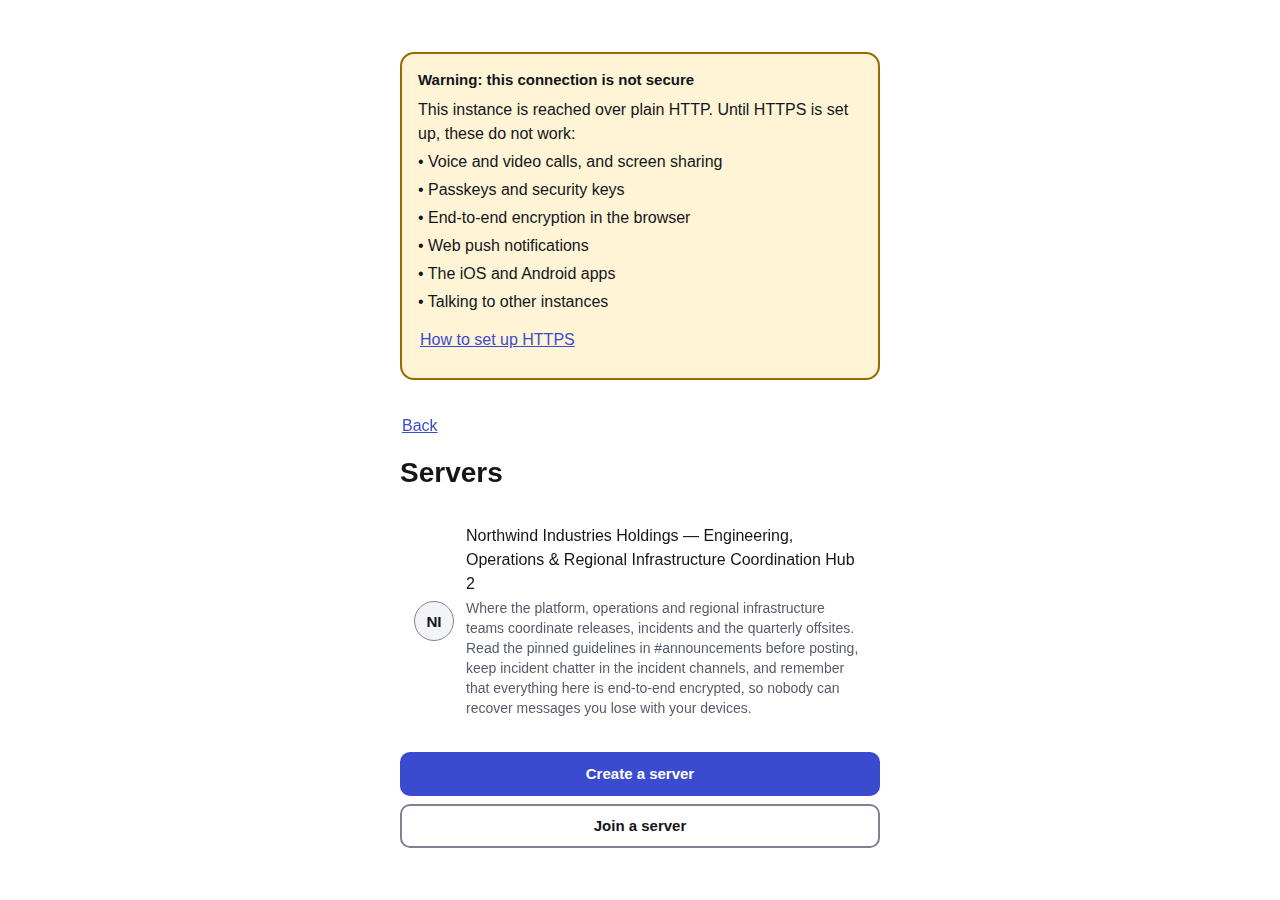 Warning: this connection is not secure
This instance is reached over plain HTTP. Until HTTPS is set
up, these do not work:
• Voice and video calls, and screen sharing
• Passkeys and security keys
• End-to-end encryption in the browser
• Web push notifications
• The iOS and Android apps
• Talking to other instances
How to set up HTTPS
Back
Servers
Northwind Industries Holdings — Engineering,
Operations & Regional Infrastructure Coordination Hub
2
NI
Where the platform, operations and regional infrastructure
teams coordinate releases, incidents and the quarterly offsites.
Read the pinned guidelines in #announcements before posting,
keep incident chatter in the incident channels, and remember
that everything here is end-to-end encrypted, so nobody can
recover messages you lose with your devices.
Create a server
Join a server